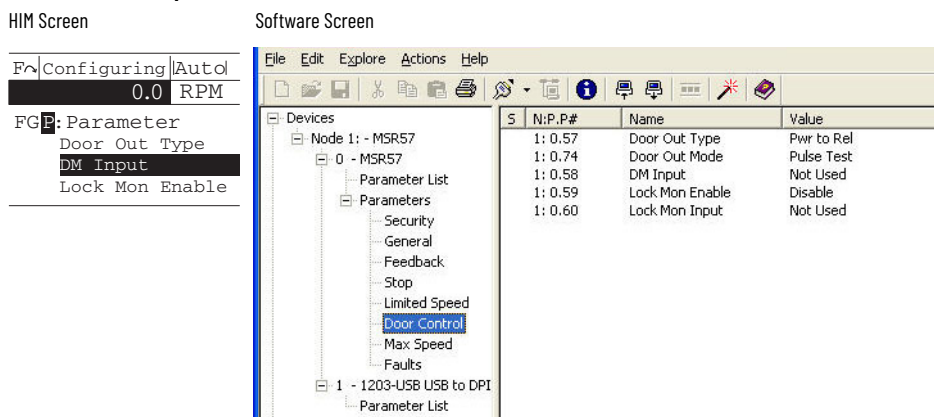 HIM Screen
Software Screen
F Configuring Auto
0.0 RPM
FGP: Parameter
Door Out Type
DM Input
Lock Mon Enable
File Edit Explore Actions Help
Devices
Node 1: - MSR57
0 - MSR57
Parameter List
Parameters
Security
General
Feedback
Stop
Limited Speed
Door Control
Max Speed
Faults
1 - 1203-USB USB to DPI
Parameter List
S N:P.P# Name Value
1: 0.57 Door Out Type Pwr to Rel
1: 0.74 Door Out Mode Pulse Test
1: 0.58 DM Input Not Used
1: 0.59 Lock Mon Enable Disable
1: 0.60 Lock Mon Input Not Used